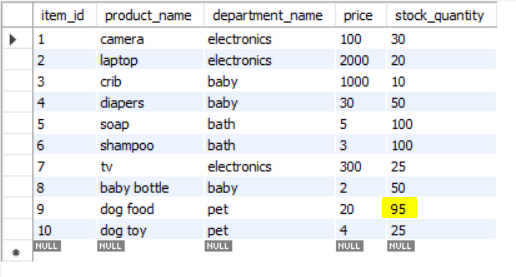 item_id product_name department_name price stock_quantity
1 camera electronics 100 30
2 laptop electronics 2000 20
3 crib baby 1000 10
4 diapers baby 30 50
5 soap bath 5 100
6 shampoo bath 3 100
7 tv electronics 300 25
8 baby bottle baby 2 50
9 dog food pet 20 95
10 dog toy pet 4 25
NULL NULL NULL NULL NULL